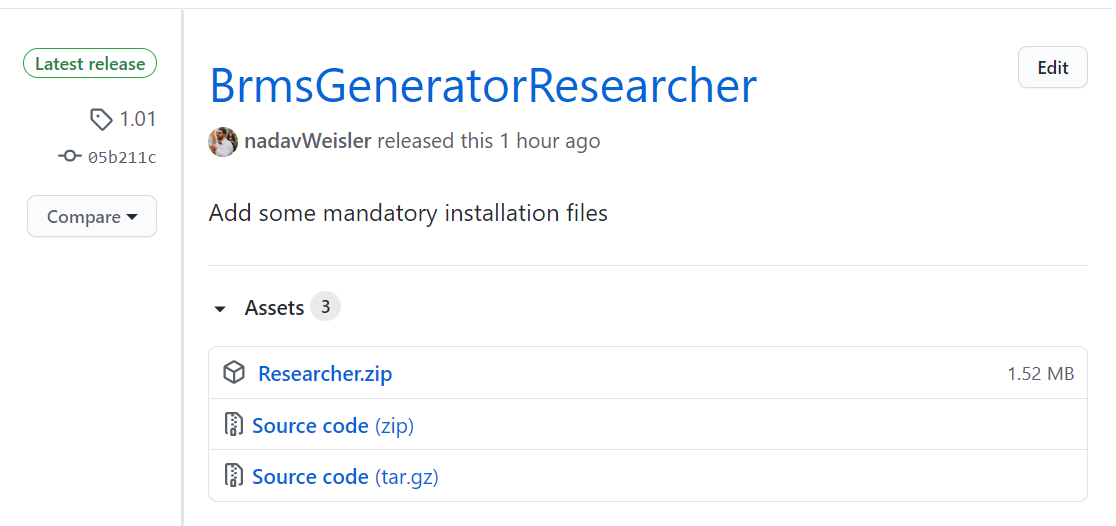 Latest release
1.01
05b211c
Compare
BrmsGeneratorResearcher
Edit
nadavWeisler released this 1 hour ago
Add some mandatory installation files
Assets 3
Researcher.zip 1.52 MB
Source code (zip)
Source code (tar.gz)